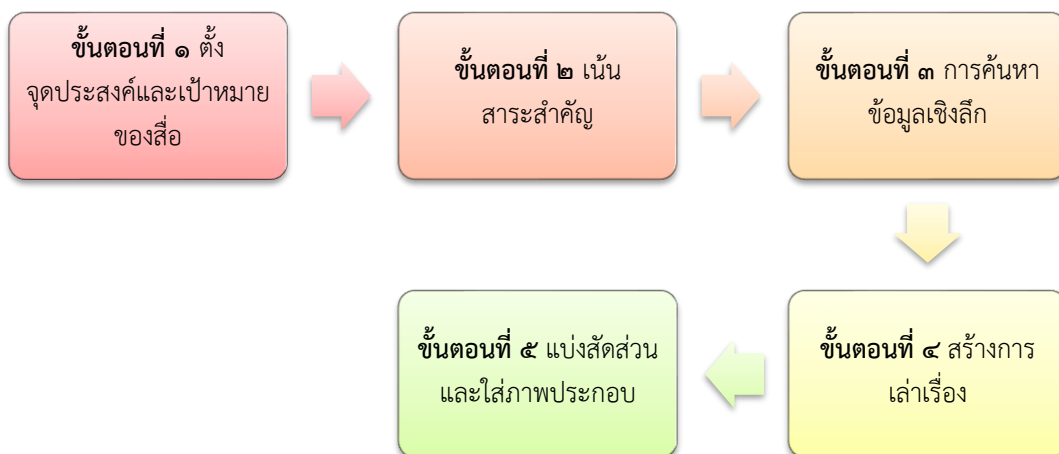 ขั้นตอนที่ ๑ ตั้ง
จุดประสงค์และเป้าหมาย
ของสื่อ
ขั้นตอนที่ ๒ เน้น
สาระสำคัญ
ขั้นตอนที่ ๓ การค้นหา
ข้อมูลเชิงลึก
ขั้นตอนที่ ๔ สร้างการ
เล่าเรื่อง
ขั้นตอนที่ ๕ แบ่งสัดส่วน
และใส่ภาพประกอบ